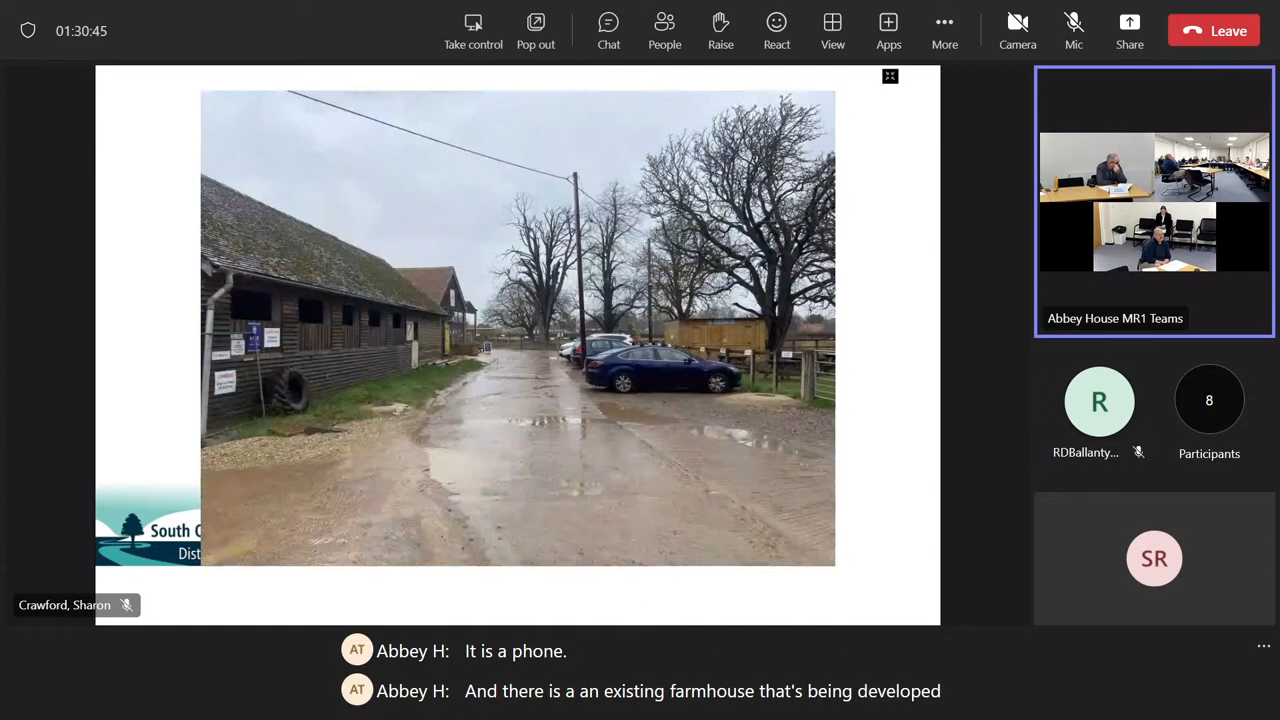 01:30:45
Take control
Pop out
Chat
People
Raise
React
View
Apps
More
Camera
Mic
Share
Leave
Abbey House MR1 Teams
R
8
RDBallanty...
Participants
SR
South O
Dist
Crawford, Sharon
AT Abbey H: It is a phone.
AT Abbey H: And there is a an existing farmhouse that's being developed